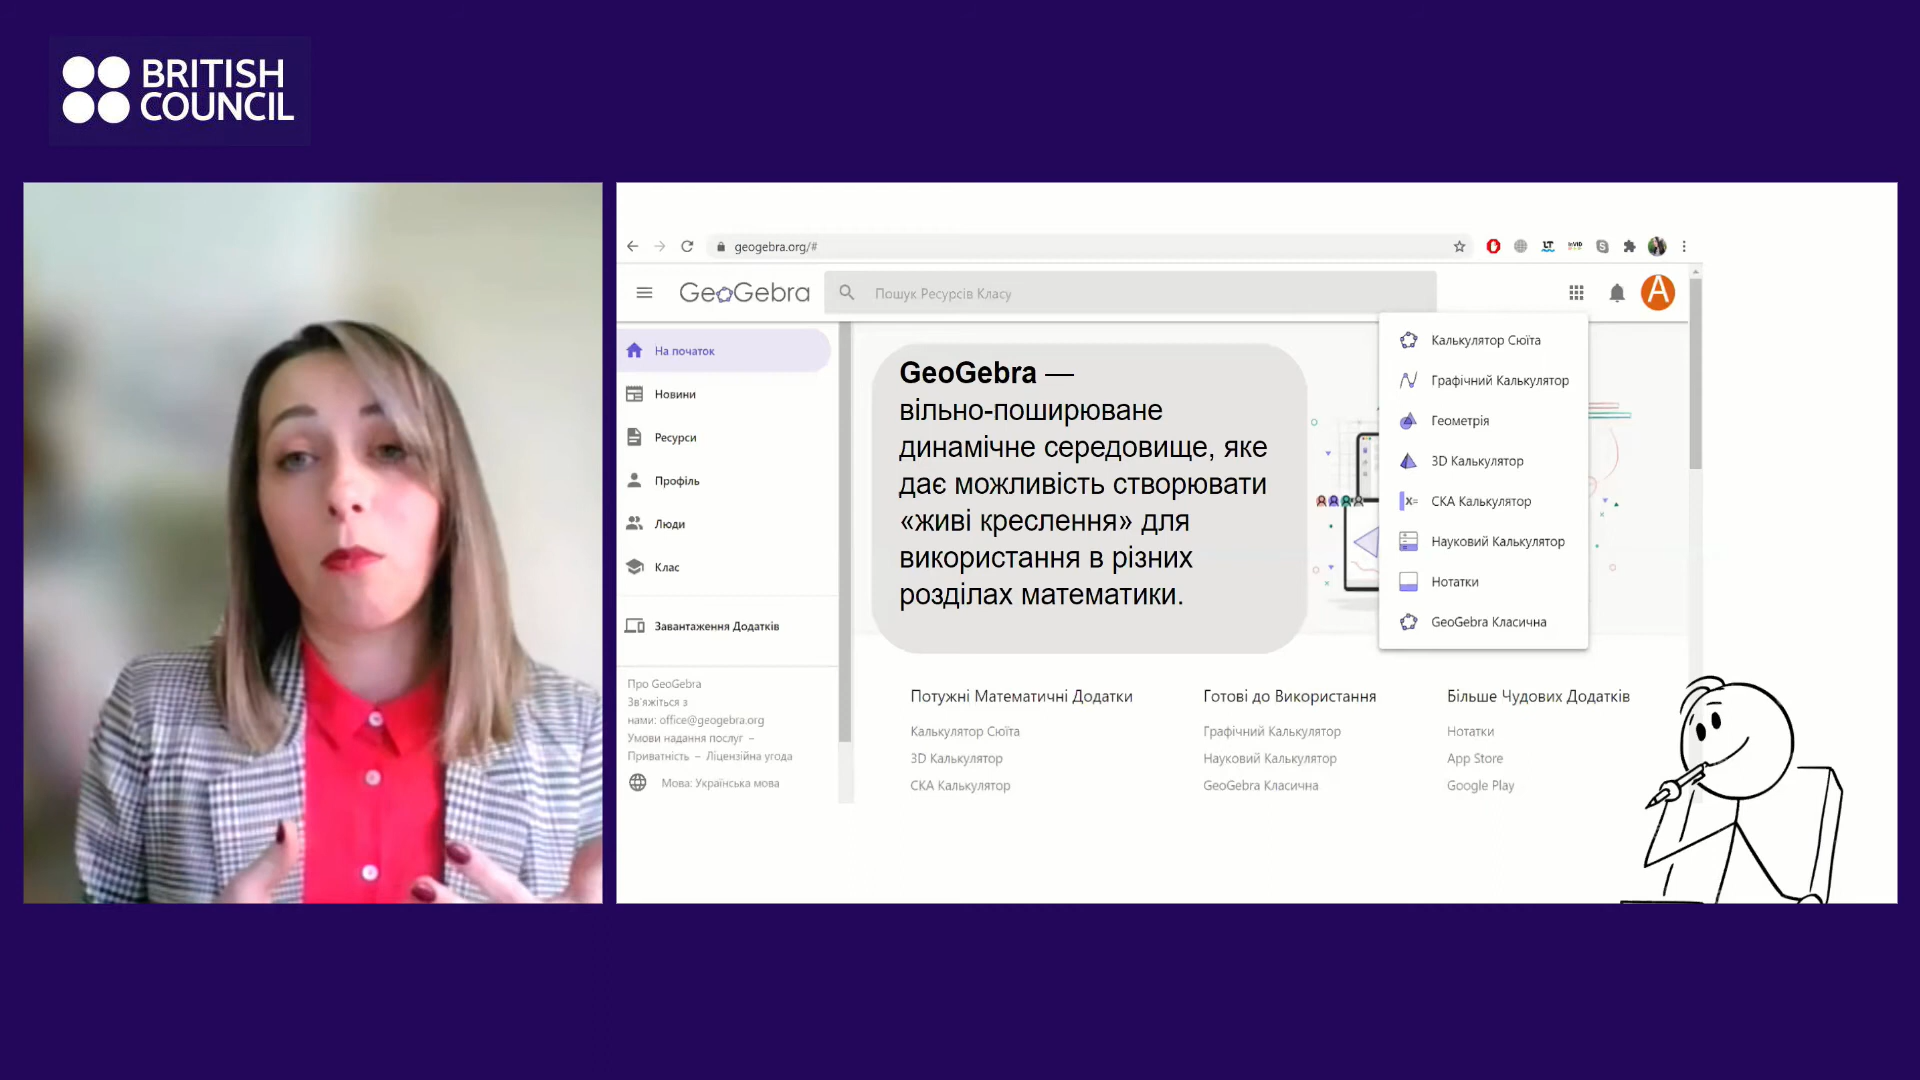 BRITISH
COUNCIL
geogebra.org/#
GeoGebra
Пошук Ресурсів Класу
A
На початок
Новини
Ресурси
Профіль
Люди
Клас
Завантаження Додатків
Про GeoGebra
Зв'яжіться з
нами: office@geogebra.org
Умови надання послуг –
Приватність – Ліцензійна угода
Мова: Українська мова
GeoGebra —
вільно-поширюване
динамічне середовище, яке
дає можливість створювати
«живі креслення» для
використання в різних
розділах математики.
Калькулятор Сюїта
Графічний Калькулятор
Геометрія
3D Калькулятор
СКА Калькулятор
Науковий Калькулятор
Нотатки
GeoGebra Класична
Потужні Математичні Додатки
Калькулятор Сюїта
3D Калькулятор
СКА Калькулятор
Готові до Використання
Графічний Калькулятор
Науковий Калькулятор
GeoGebra Класична
Більше Чудових Додатків
Нотатки
App Store
Google Play